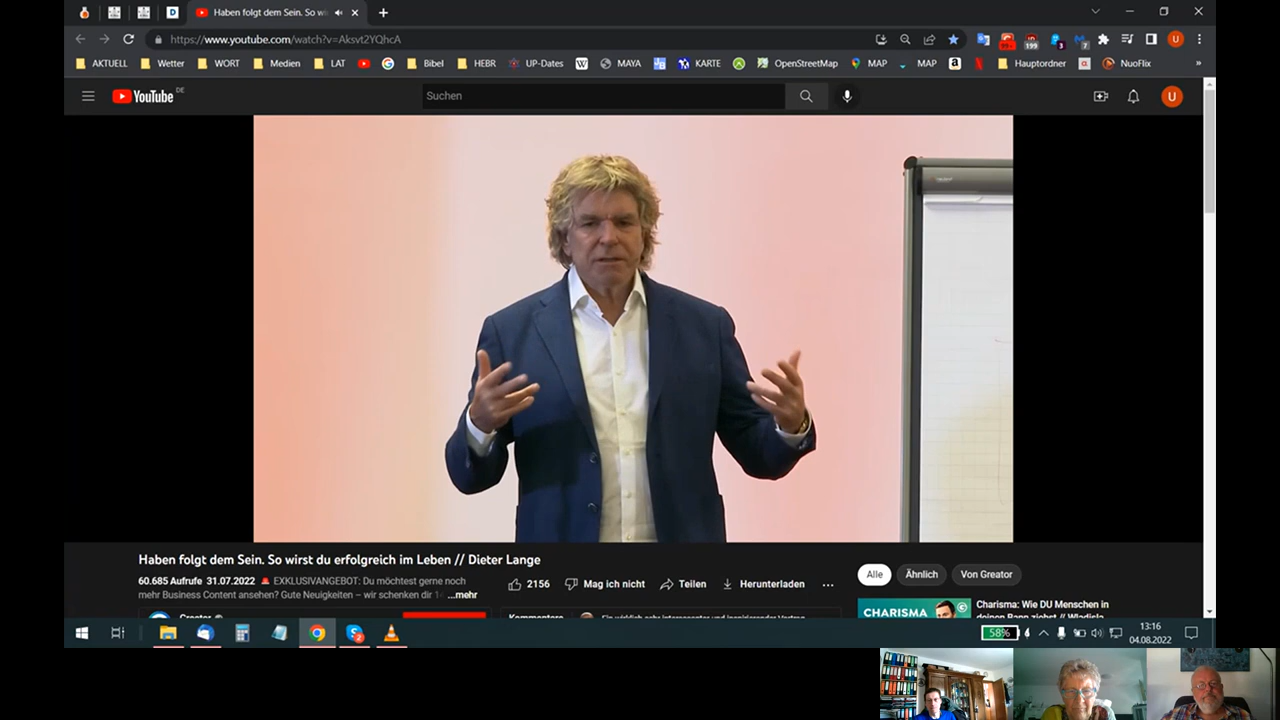 Haben folgt dem Sein. So wir
https://www.youtube.com/watch?v=Aksvt2YQhcA
AKTUELL Wetter WORT Medien LAT Bibel HEBR UP-Dates MAYA KARTE OpenStreetMap MAP MAP Hauptordner NuoFlix »
YouTube DE
Suchen
U
Haben folgt dem Sein. So wirst du erfolgreich im Leben // Dieter Lange
60.685 Aufrufe 31.07.2022 EXKLUSIVANGEBOT: Du möchtest gerne noch
mehr Business Content ansehen? Gute Neuigkeiten – wir schenken dir ...mehr
2156 Mag ich nicht Teilen Herunterladen ...
Alle Ähnlich Von Greator
CHARISMA
Charisma: Wie DU Menschen in
58%
13:16
04.08.2022